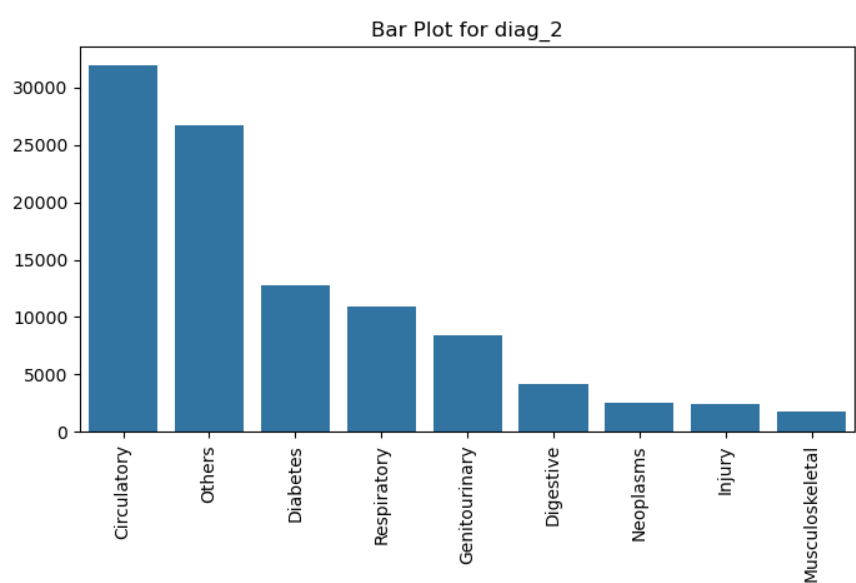 Bar Plot for diag_2
30000
25000
20000
15000
10000
5000
0
Circulatory
Others
Diabetes
Respiratory
Genitourinary
Digestive
Neoplasms
Injury
Musculoskeletal